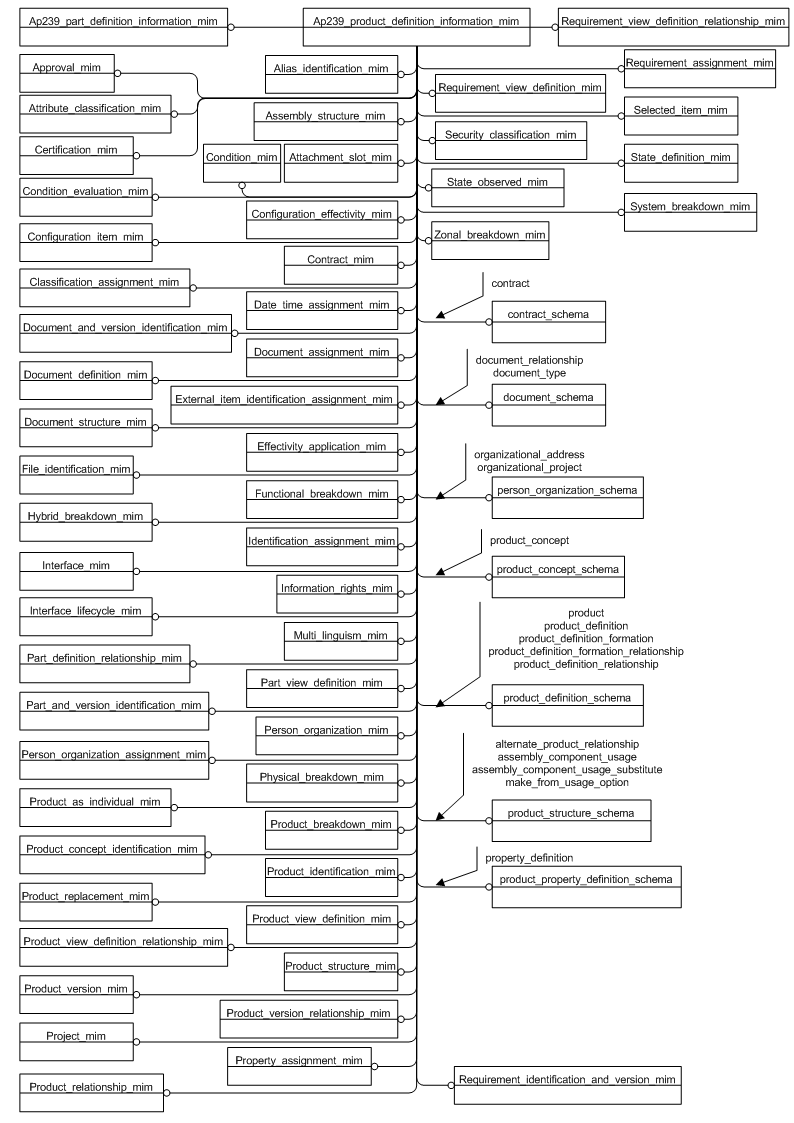 Ap239_part_definition_information_mim
Ap239_product_definition_information_mim
Requirement_view_definition_relationship_mim
Approval_mim
Attribute_classification_mim
Certification_mim
Condition_evaluation_mim
Configuration_item_mim
Classification_assignment_mim
Document_and_version_identification_mim
Document_definition_mim
Document_structure_mim
File_identification_mim
Hybrid_breakdown_mim
Interface_mim
Interface_lifecycle_mim
Part_definition_relationship_mim
Part_and_version_identification_mim
Person_organization_assignment_mim
Product_as_individual_mim
Product_concept_identification_mim
Product_replacement_mim
Product_view_definition_relationship_mim
Product_version_mim
Project_mim
Product_relationship_mim
Alias_identification_mim
Assembly_structure_mim
Condition_mim
Attachment_slot_mim
Configuration_effectivity_mim
Contract_mim
Date_time_assignment_mim
Document_assignment_mim
External_item_identification_assignment_mim
Effectivity_application_mim
Functional_breakdown_mim
Identification_assignment_mim
Information_rights_mim
Multi_linguism_mim
Part_view_definition_mim
Person_organization_mim
Physical_breakdown_mim
Product_breakdown_mim
Product_identification_mim
Product_view_definition_mim
Product_structure_mim
Product_version_relationship_mim
Property_assignment_mim
Requirement_assignment_mim
Requirement_view_definition_mim
Selected_item_mim
Security_classification_mim
State_definition_mim
State_observed_mim
System_breakdown_mim
Zonal_breakdown_mim
contract
contract_schema
document_relationship
document_type
document_schema
organizational_address
organizational_project
person_organization_schema
product_concept
product_concept_schema
product
product_definition
product_definition_formation
product_definition_formation_relationship
product_definition_relationship
product_definition_schema
alternate_product_relationship
assembly_component_usage
assembly_component_usage_substitute
make_from_usage_option
product_structure_schema
property_definition
product_property_definition_schema
Requirement_identification_and_version_mim